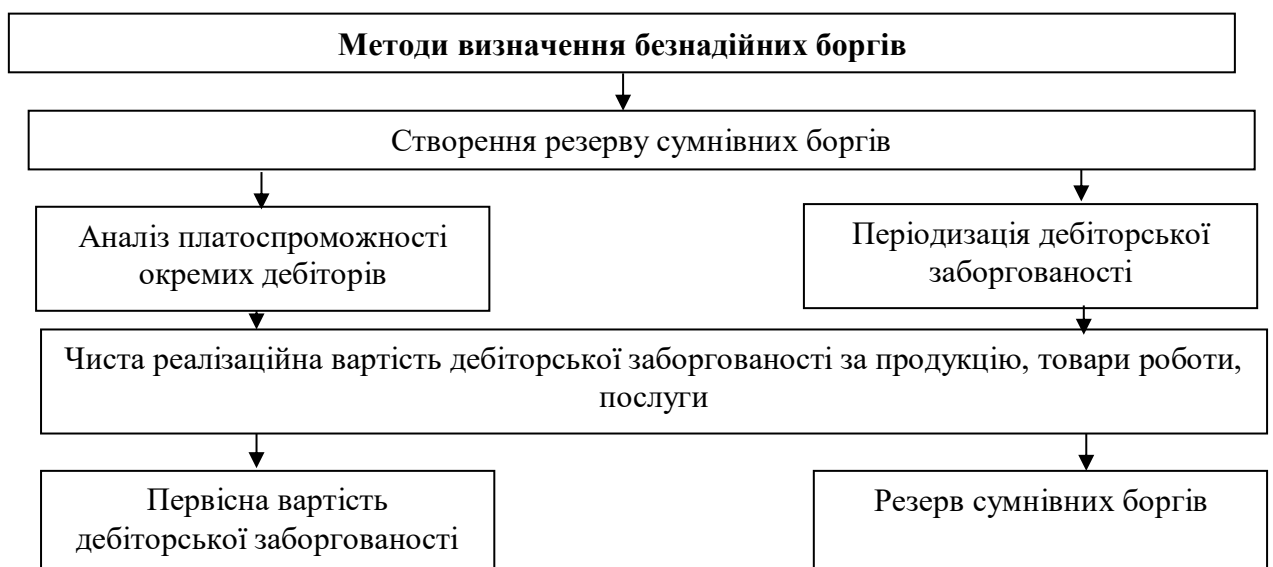 Методи визначення безнадійних боргів
Створення резерву сумнівних боргів
Аналіз платоспроможності
окремих дебіторів
Періодизація дебіторської
заборгованості
Чиста реалізаційна вартість дебіторської заборгованості за продукцію, товари роботи,
послуги
Первісна вартість
дебіторської заборгованості
Резерв сумнівних боргів